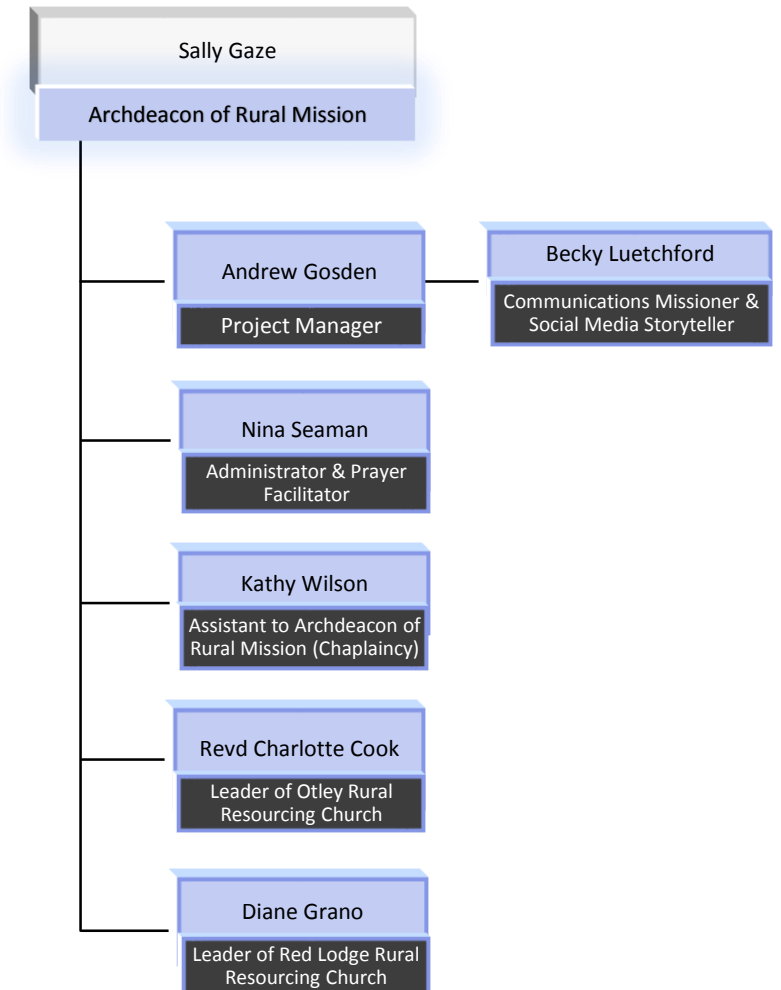 Sally Gaze
Archdeacon of Rural Mission
Andrew Gosden
Project Manager
Becky Luetchford
Communications Missioner &
Social Media Storyteller
Nina Seaman
Administrator & Prayer
Facilitator
Kathy Wilson
Assistant to Archdeacon of
Rural Mission (Chaplaincy)
Revd Charlotte Cook
Leader of Otley Rural
Resourcing Church
Diane Grano
Leader of Red Lodge Rural
Resourcing Church